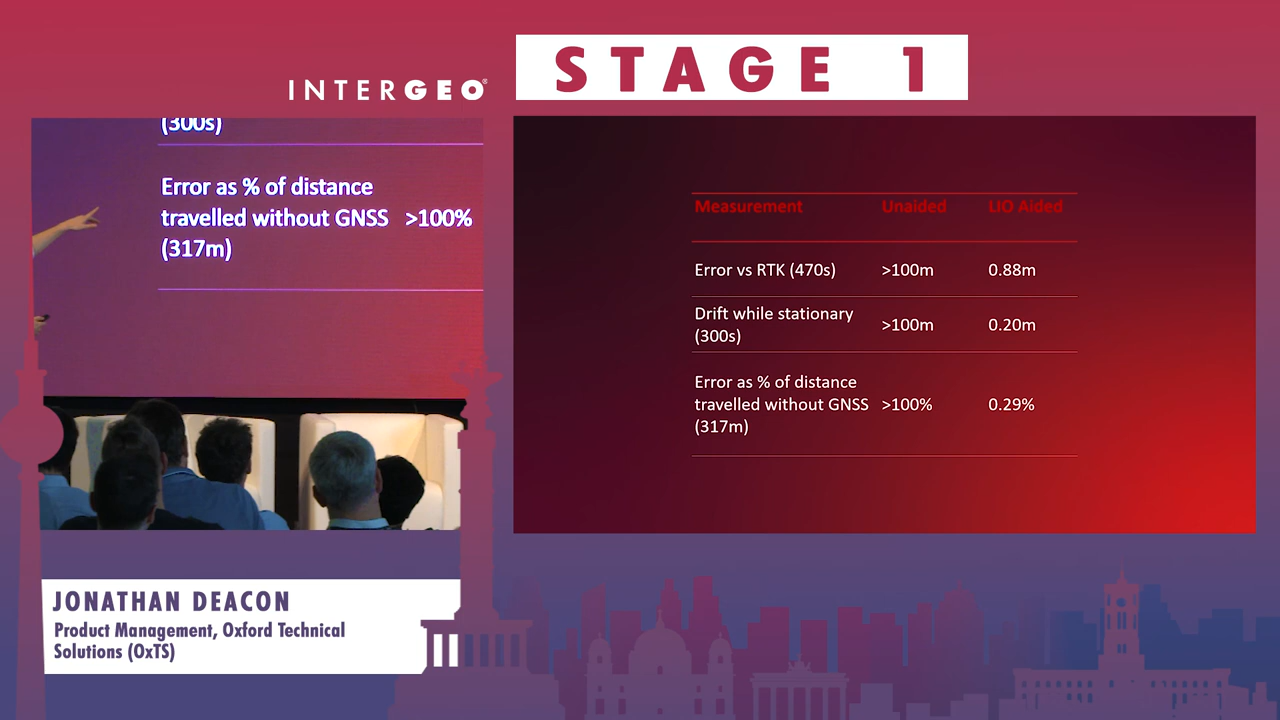 INTERGEO®
STAGE 1
(300s)
Error as % of distance
travelled without GNSS >100%
(317m)
Measurement Unaided LIO Aided
Error vs RTK (470s) >100m 0.88m
Drift while stationary
(300s) >100m 0.20m
Error as % of distance
travelled without GNSS >100% 0.29%
(317m)
JONATHAN DEACON
Product Management, Oxford Technical
Solutions (OxTS)